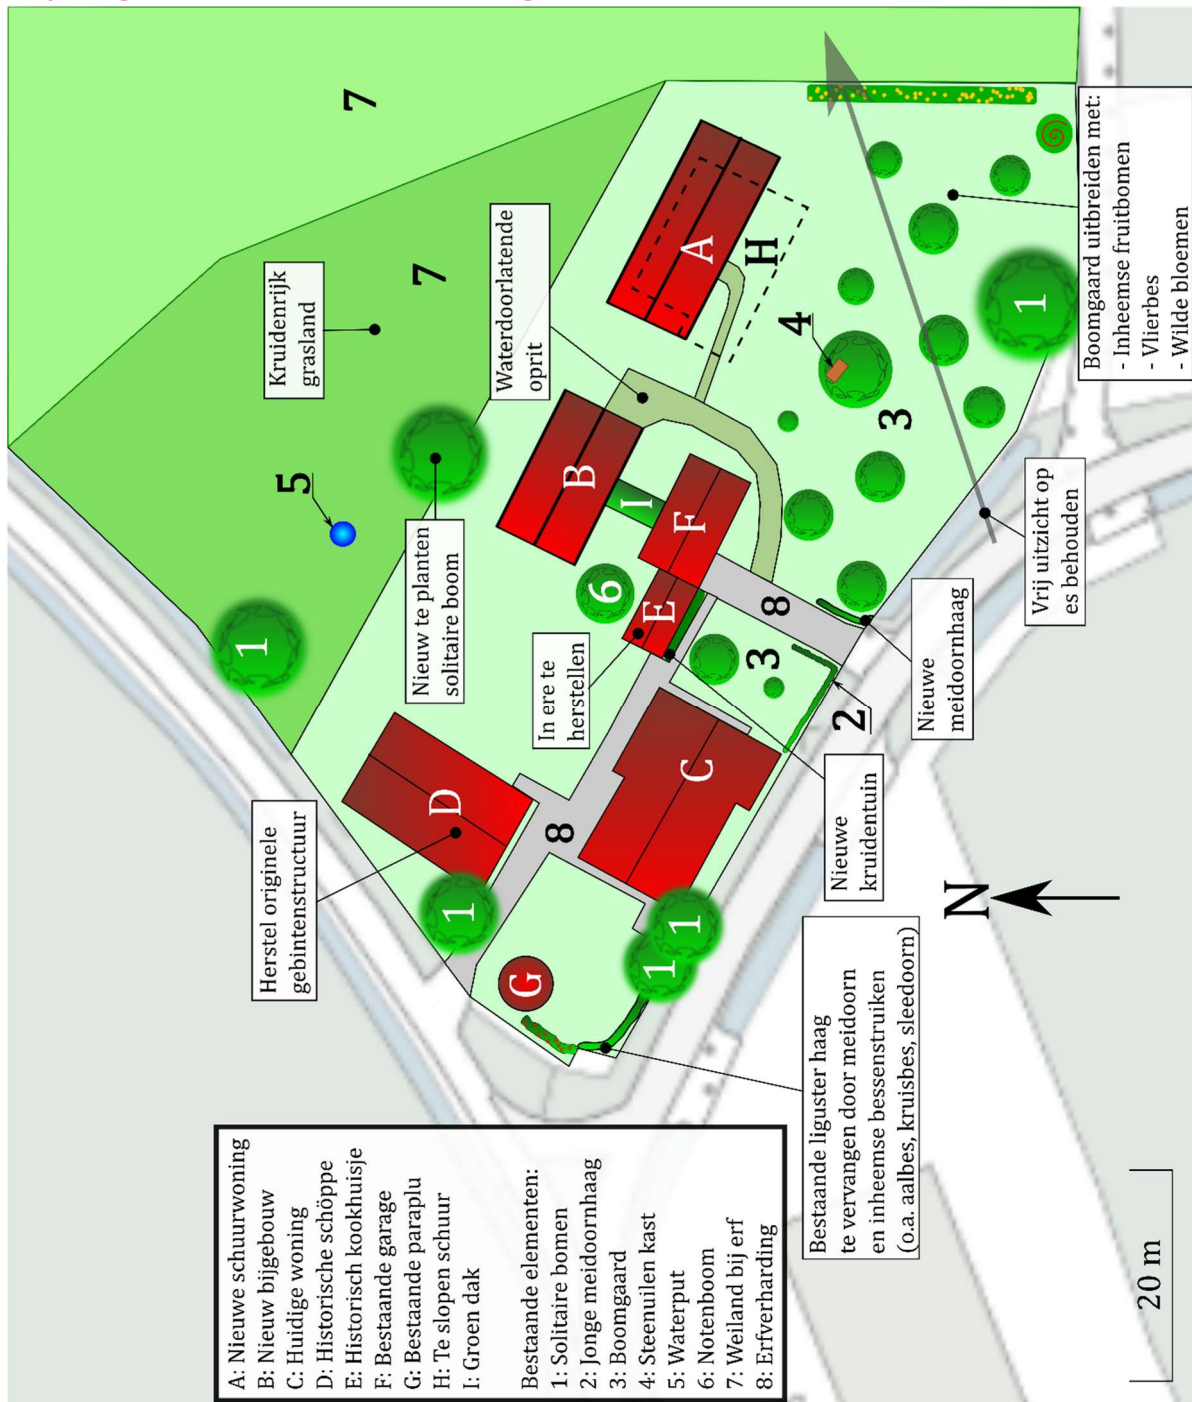 A: Nieuwe schuurwoning
B: Nieuw bijgebouw
C: Huidige woning
D: Historische schöppe
E: Historisch kookhuisje
F: Bestaande garage
G: Bestaande paraplu
H: Te slopen schuur
I: Groen dak
Bestaande elementen:
1: Solitaire bomen
2: Jonge meidoornhaag
3: Boomgaard
4: Steenuilen kast
5: Waterput
6: Notenboom
7: Weiland bij erf
8: Erfverharding
Herstel originele
gebintenstructuur
Kruidenrijk
grasland
Nieuw te planten
solitaire boom
Waterdoorlatende
oprit
In ere te
herstellen
Bestaande liguster haag
te vervangen door meidoorn
en inheemse bessenstruiken
(o.a. aalbes, kruisbes, sleedoorn)
Nieuwe
kruidentuin
Nieuwe
meidoornhaag
Vrij uitzicht op
es behouden
Boomgaard uitbreiden met:
- Inheemse fruitbomen
- Vlierbes
- Wilde bloemen
7
7
5
1
1
1
1
1
D
8
G
C
E
6
B
I
F
A
H
4
3
3
8
2
N
20 m